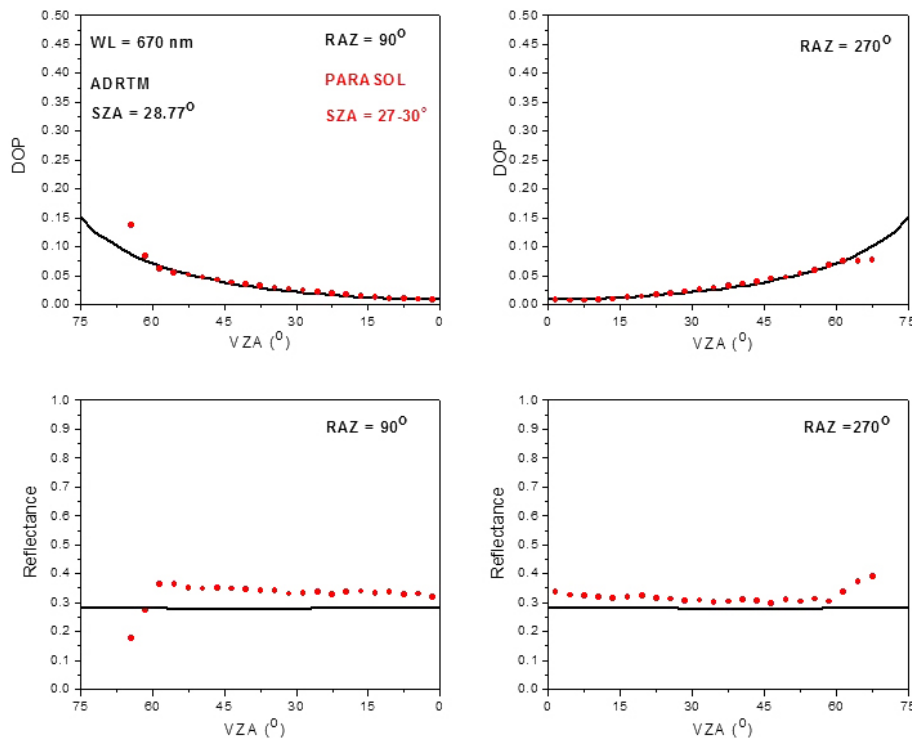 WL = 670 nm
RAZ = 90⁰
ADRTM
PARASOL
SZA = 28.77⁰
SZA = 27-30°
DOP
0.50
0.45
0.40
0.35
0.30
0.25
0.20
0.15
0.10
0.05
0.00
75 60 45 30 15 0
VZA (⁰)
RAZ = 270⁰
DOP
0.50
0.45
0.40
0.35
0.30
0.25
0.20
0.15
0.10
0.05
0.00
0 15 30 45 60 75
VZA (⁰)
RAZ = 90⁰
Reflectance
1.0
0.9
0.8
0.7
0.6
0.5
0.4
0.3
0.2
0.1
0.0
75 60 45 30 15 0
VZA (⁰)
RAZ =270⁰
Reflectance
1.0
0.9
0.8
0.7
0.6
0.5
0.4
0.3
0.2
0.1
0.0
0 15 30 45 60 75
VZA (⁰)